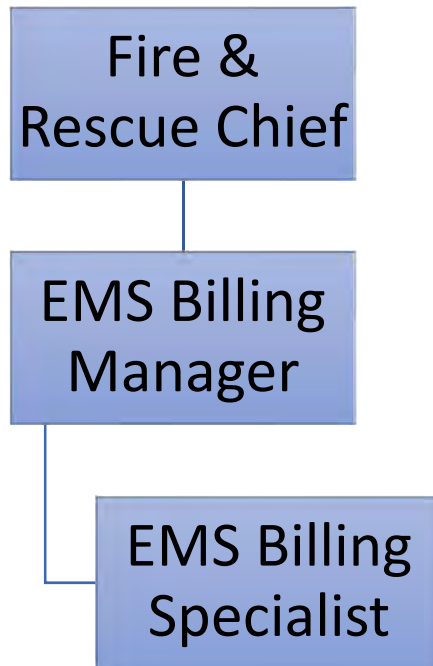 Fire &
Rescue Chief
EMS Billing
Manager
EMS Billing
Specialist